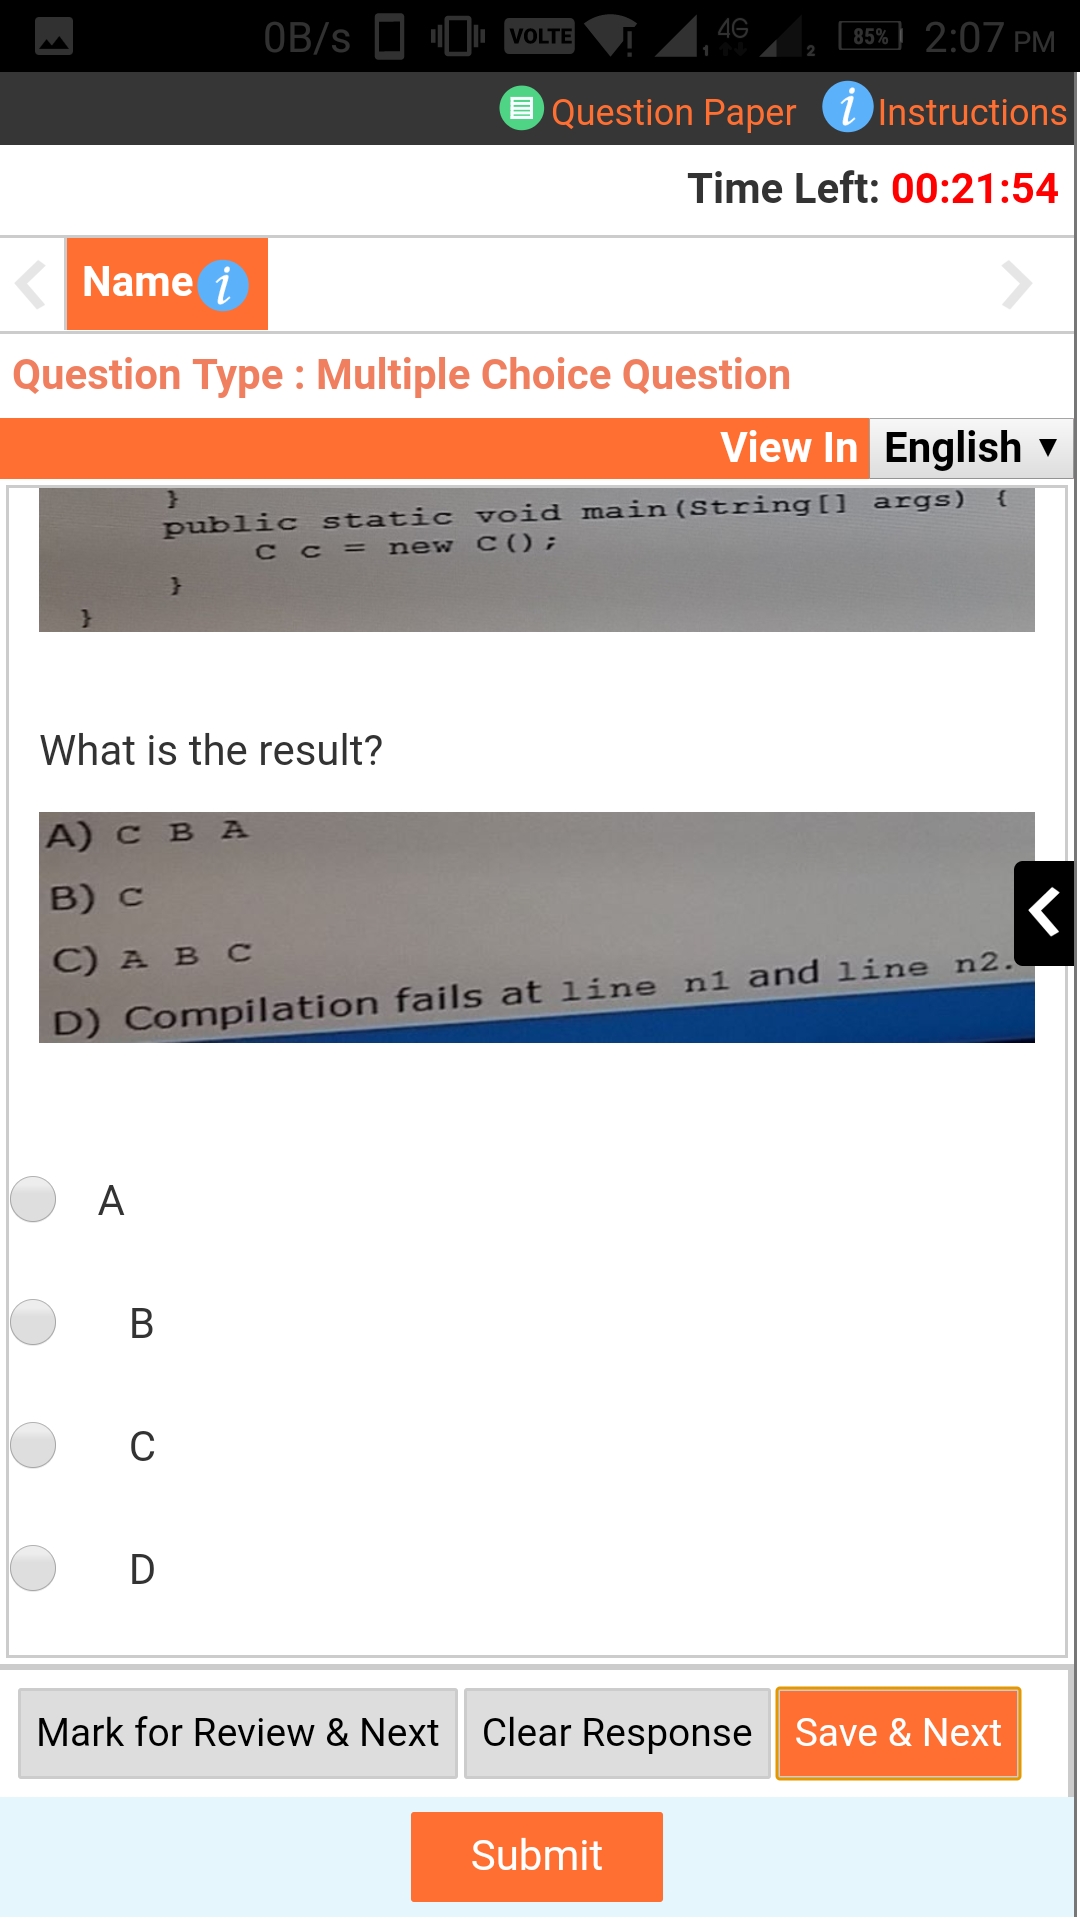 0B/s VOLTE 1 4G 2 85% 2:07 PM
Question Paper i Instructions
Time Left: 00:21:54
Name i
Question Type : Multiple Choice Question
View In English ▼
}
public static void main(String[] args) {
C c = new C();
}
}
What is the result?
A) C B A
B) C
C) A B C
D) Compilation fails at line n1 and line n2.
A
B
C
D
Mark for Review & Next Clear Response Save & Next
Submit